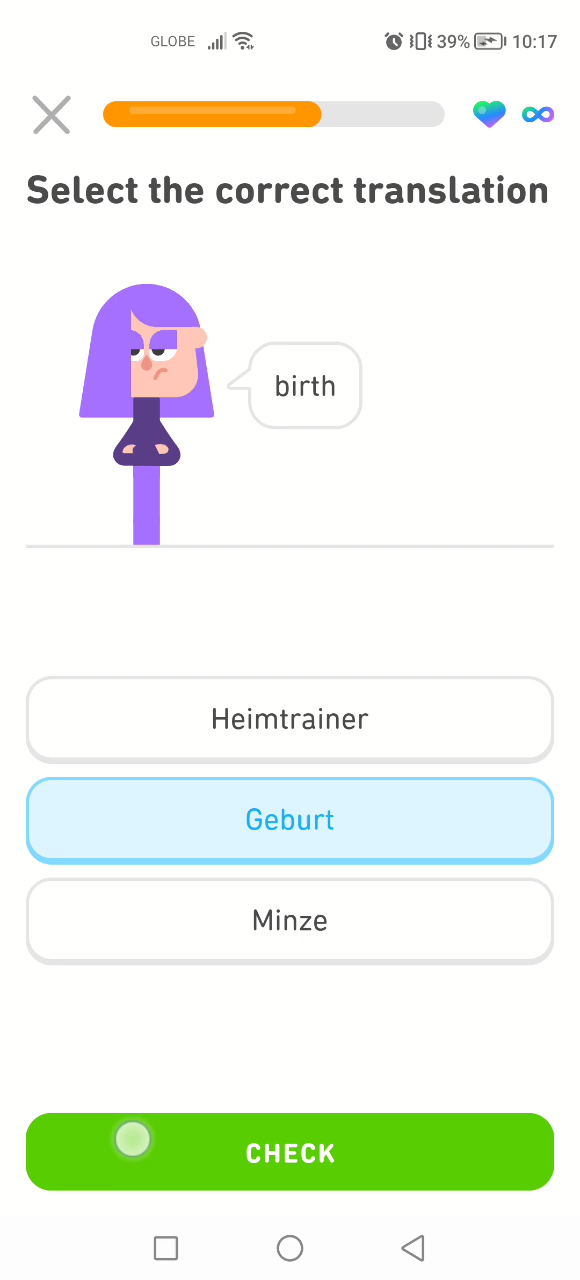 GLOBE 39% 10:17
Select the correct translation
birth
Heimtrainer
Geburt
Minze
CHECK